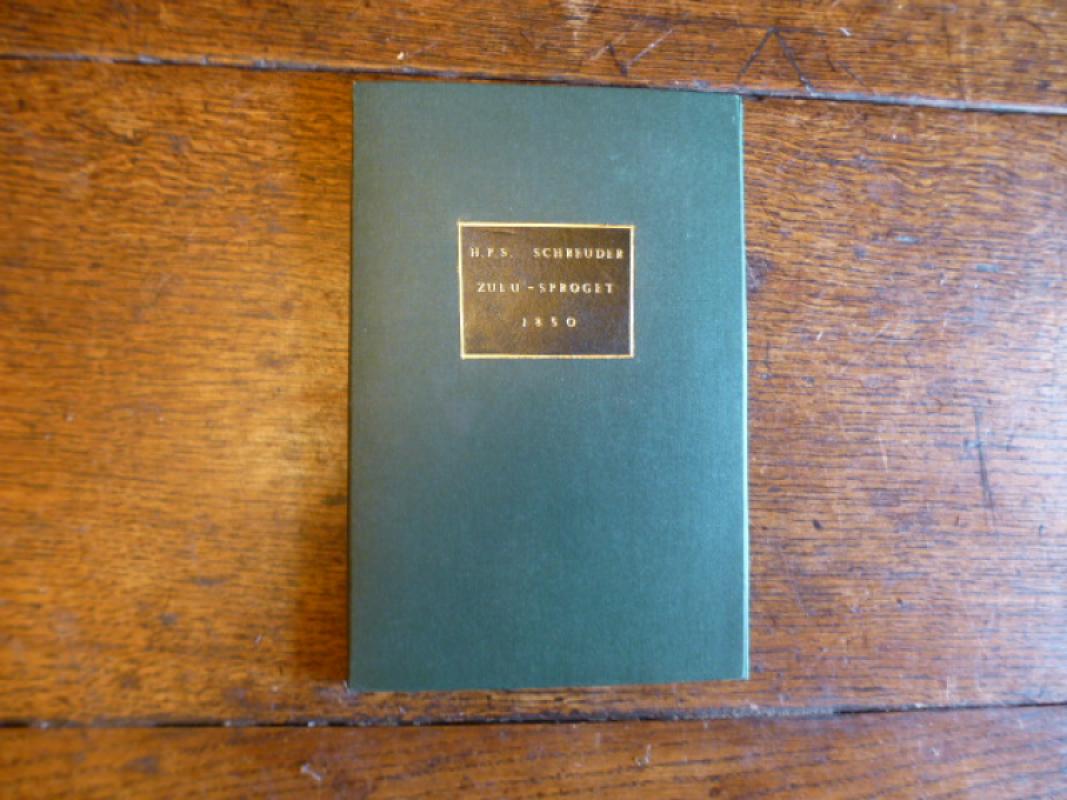 H.P.S. SCHREUDER
ZULU-SPROGET
1850